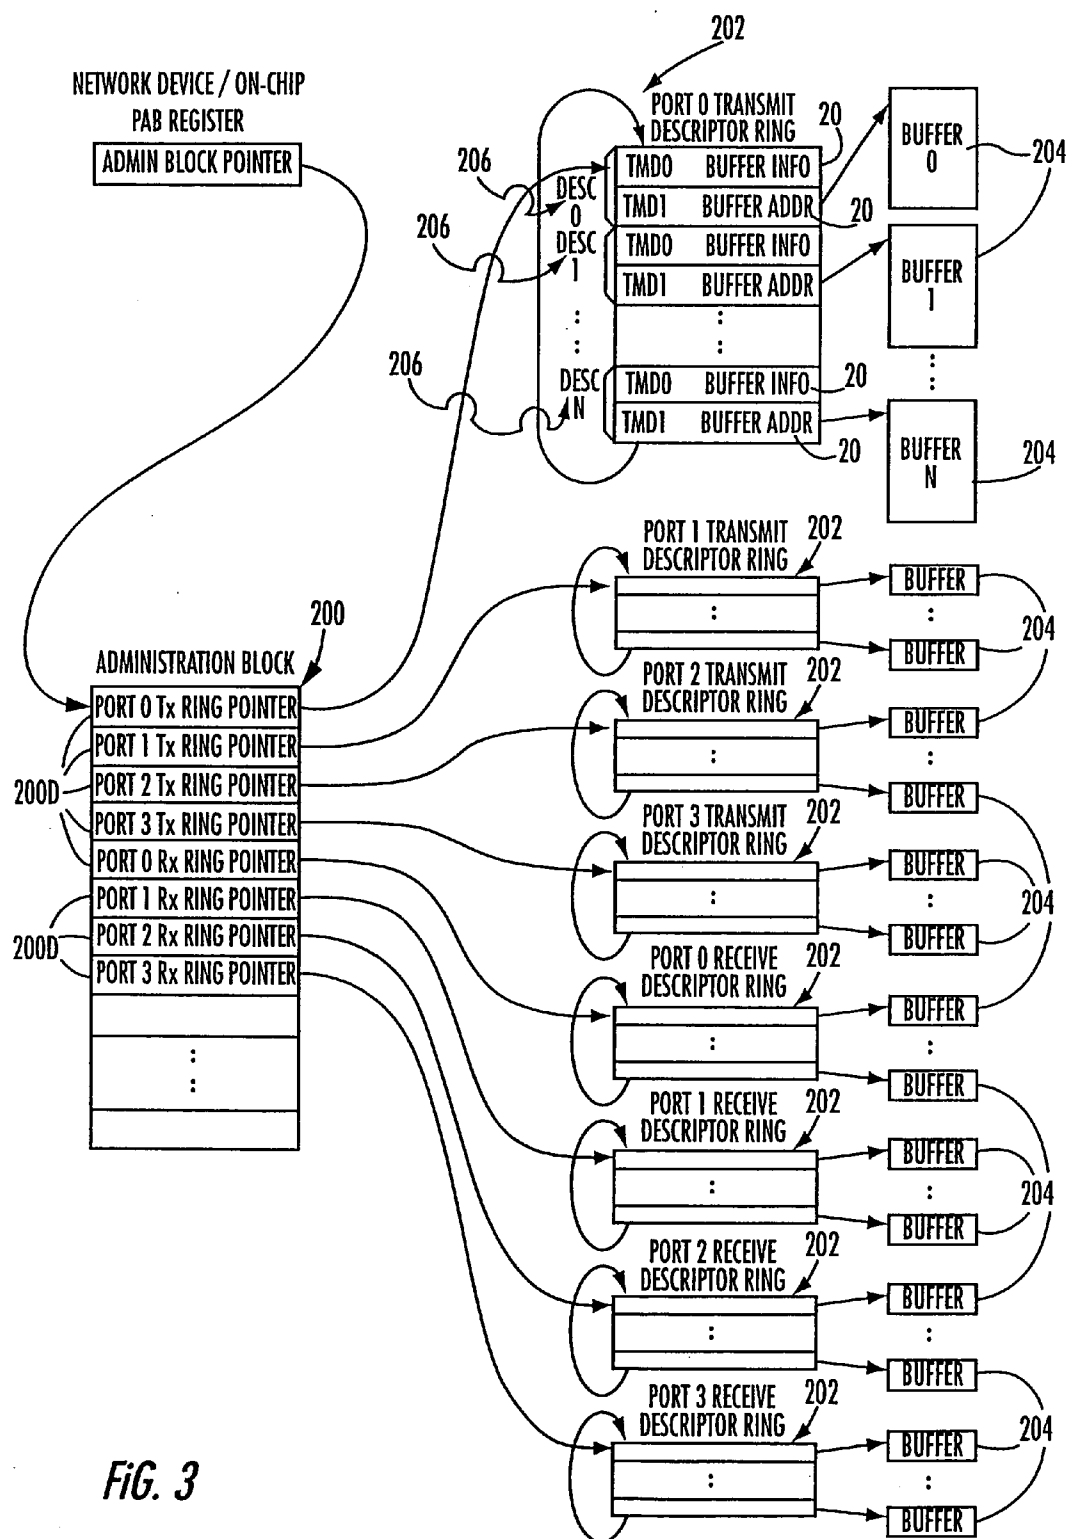 202
NETWORK DEVICE / ON-CHIP
PAB REGISTER
ADMIN BLOCK POINTER
PORT 0 TRANSMIT
DESCRIPTOR RING
20
206
DESC
0
TMD0 BUFFER INFO
TMD1 BUFFER ADDR
20
BUFFER
0
204
206
DESC
1
TMD0 BUFFER INFO
TMD1 BUFFER ADDR
BUFFER
1
206
DESC
N
TMD0 BUFFER INFO
20
TMD1 BUFFER ADDR
20
BUFFER
N
204
PORT 1 TRANSMIT
DESCRIPTOR RING
202
BUFFER
BUFFER
204
200
ADMINISTRATION BLOCK
PORT 0 Tx RING POINTER
PORT 1 Tx RING POINTER
PORT 2 Tx RING POINTER
PORT 3 Tx RING POINTER
PORT 0 Rx RING POINTER
PORT 1 Rx RING POINTER
PORT 2 Rx RING POINTER
PORT 3 Rx RING POINTER
200D
200D
PORT 2 TRANSMIT
DESCRIPTOR RING
202
BUFFER
BUFFER
PORT 3 TRANSMIT
DESCRIPTOR RING
202
BUFFER
BUFFER
204
PORT 0 RECEIVE
DESCRIPTOR RING
202
BUFFER
BUFFER
PORT 1 RECEIVE
DESCRIPTOR RING
202
BUFFER
BUFFER
204
PORT 2 RECEIVE
DESCRIPTOR RING
202
BUFFER
BUFFER
PORT 3 RECEIVE
DESCRIPTOR RING
202
BUFFER
BUFFER
204
FIG. 3